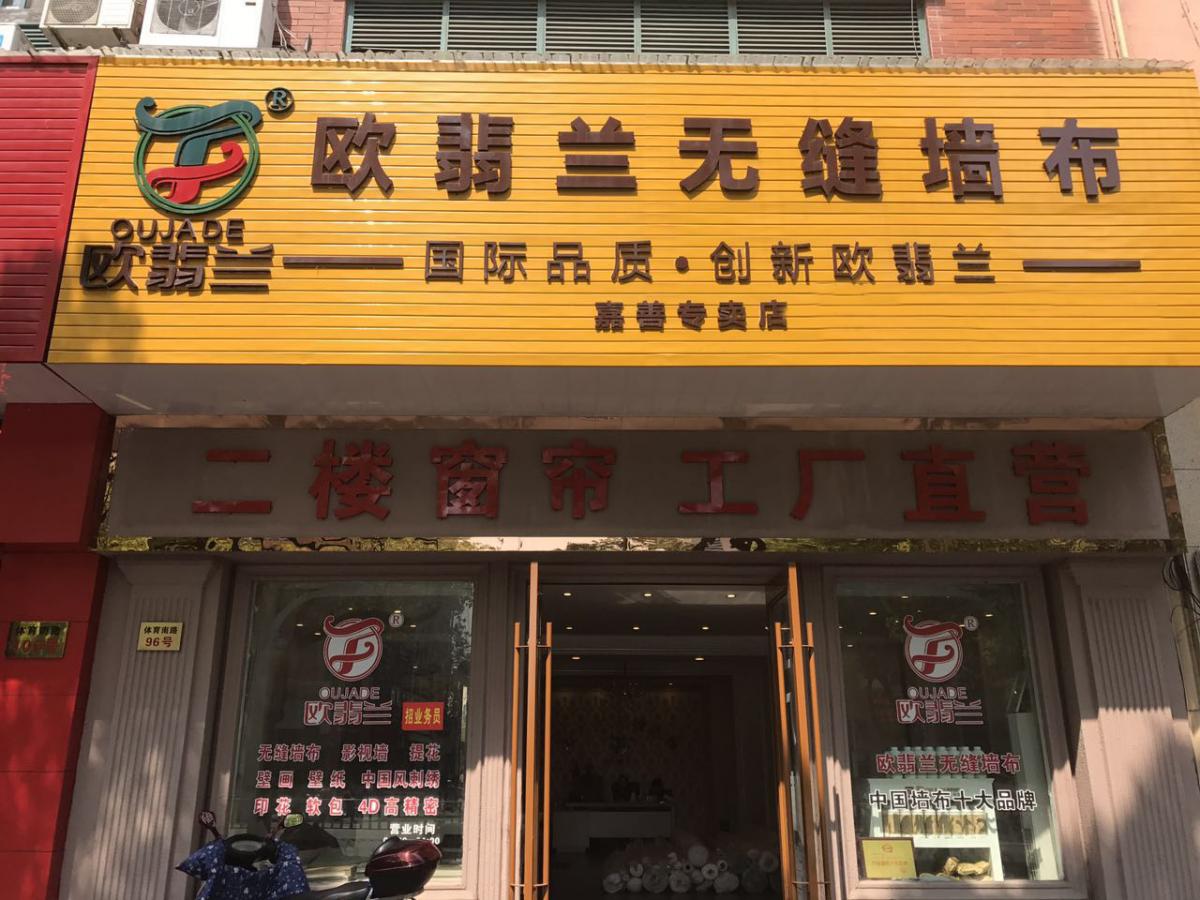 ®
欧翡兰无缝墙布
OUJADE
欧翡兰
国际品质·创新欧翡兰
嘉善专卖店
二楼窗帘 工厂直营
体育南路
体育南路
96号
®
OUJADE
欧翡兰
招业务员
无缝墙布 影视墙 提花
壁画 壁纸 中国风刺绣
印花 软包 4D高精密
营业时间
®
OUJADE
欧翡兰
欧翡兰无缝墙布
中国墙布十大品牌